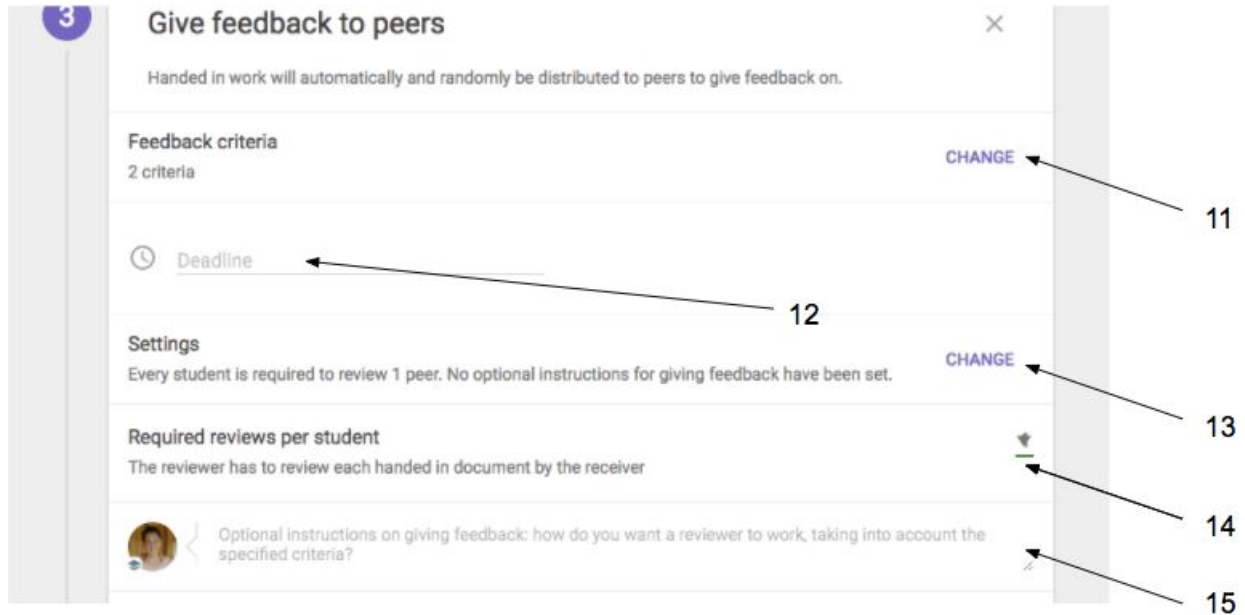 3
Give feedback to peers
Handed in work will automatically and randomly be distributed to peers to give feedback on.
Feedback criteria
2 criteria
CHANGE
11
Deadline
12
Settings
Every student is required to review 1 peer. No optional instructions for giving feedback have been set.
CHANGE
13
Required reviews per student
The reviewer has to review each handed in document by the receiver
14
Optional instructions on giving feedback: how do you want a reviewer to work, taking into account the
specified criteria?
15